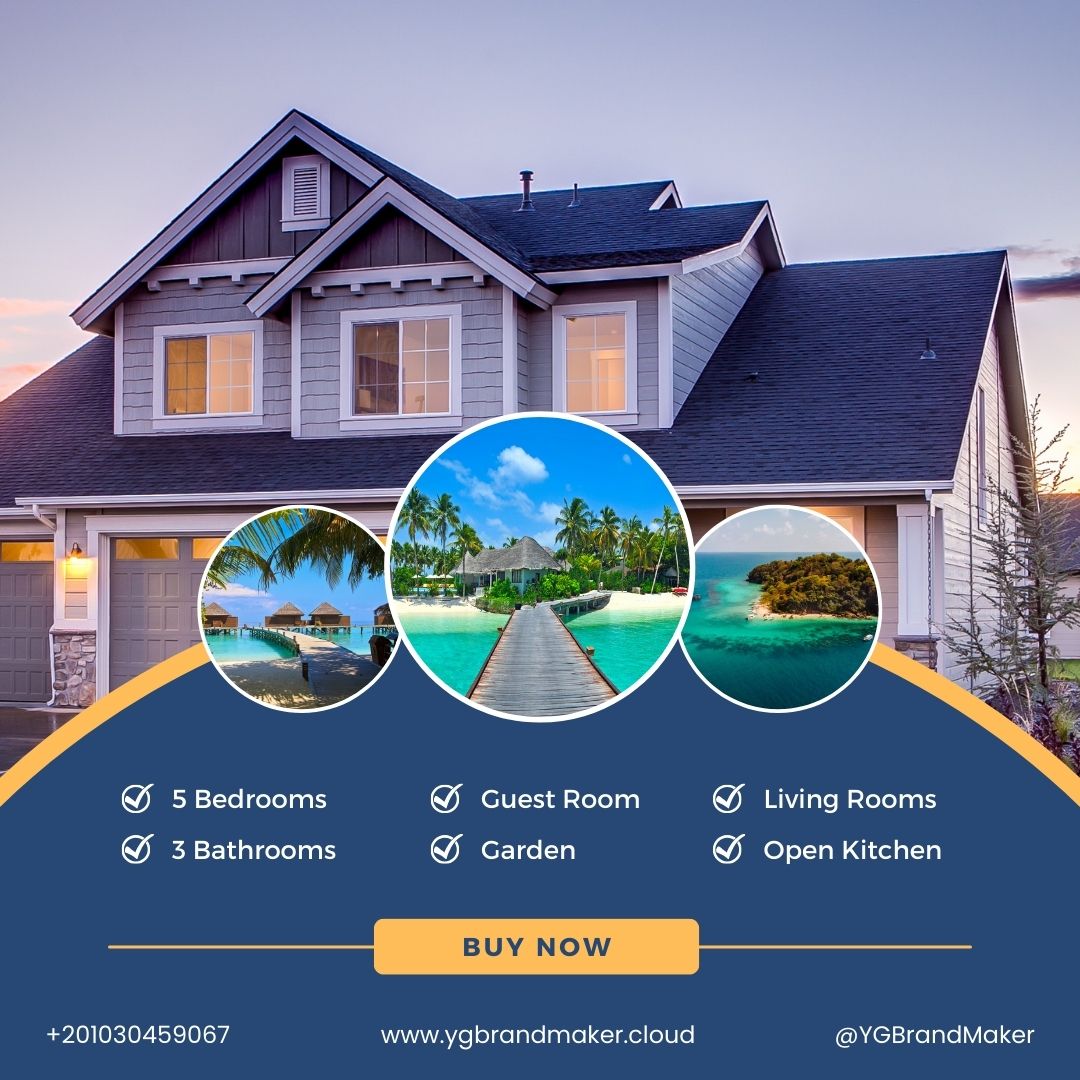 5 Bedrooms
Guest Room
Living Rooms
3 Bathrooms
Garden
Open Kitchen
BUY NOW
+201030459067
www.ygbrandmaker.cloud
@YGBrandMaker